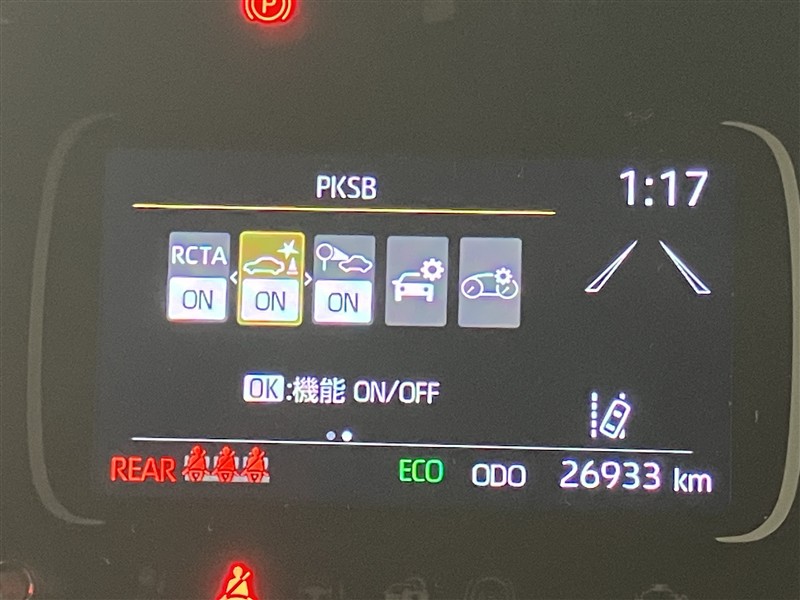 P
PKSB
1:17
RCTA
ON
ON
ON
OK:機能 ON/OFF
REAR
ECO
ODO 26933 km